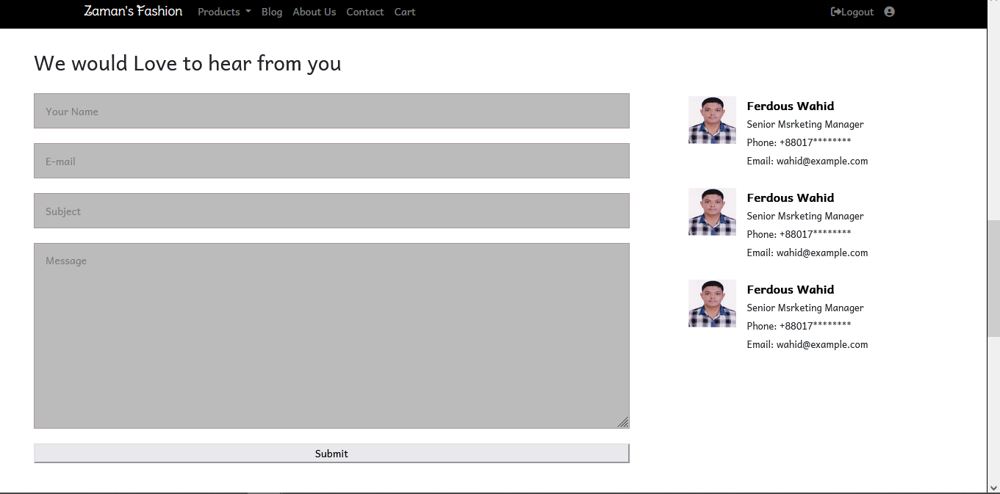 Zaman's Fashion Products Blog About Us Contact Cart Logout
We would Love to hear from you
Your Name
E-mail
Subject
Message
Submit
Ferdous Wahid
Senior Msrketing Manager
Phone: +88017********
Email: wahid@example.com
Ferdous Wahid
Senior Msrketing Manager
Phone: +88017********
Email: wahid@example.com
Ferdous Wahid
Senior Msrketing Manager
Phone: +88017********
Email: wahid@example.com